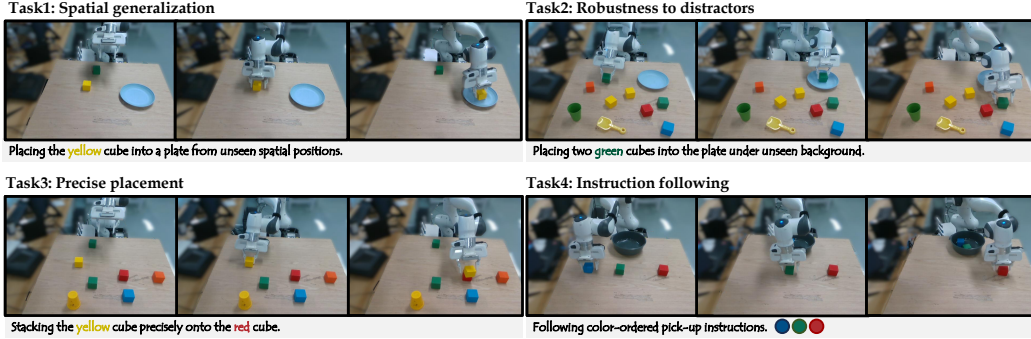 Task1: Spatial generalization
Task2: Robustness to distractors
Placing the yellow cube into a plate from unseen spatial positions.
Placing two green cubes into the plate under unseen background.
Task3: Precise placement
Task4: Instruction following
Stacking the yellow cube precisely onto the red cube.
Following color-ordered pick-up instructions.